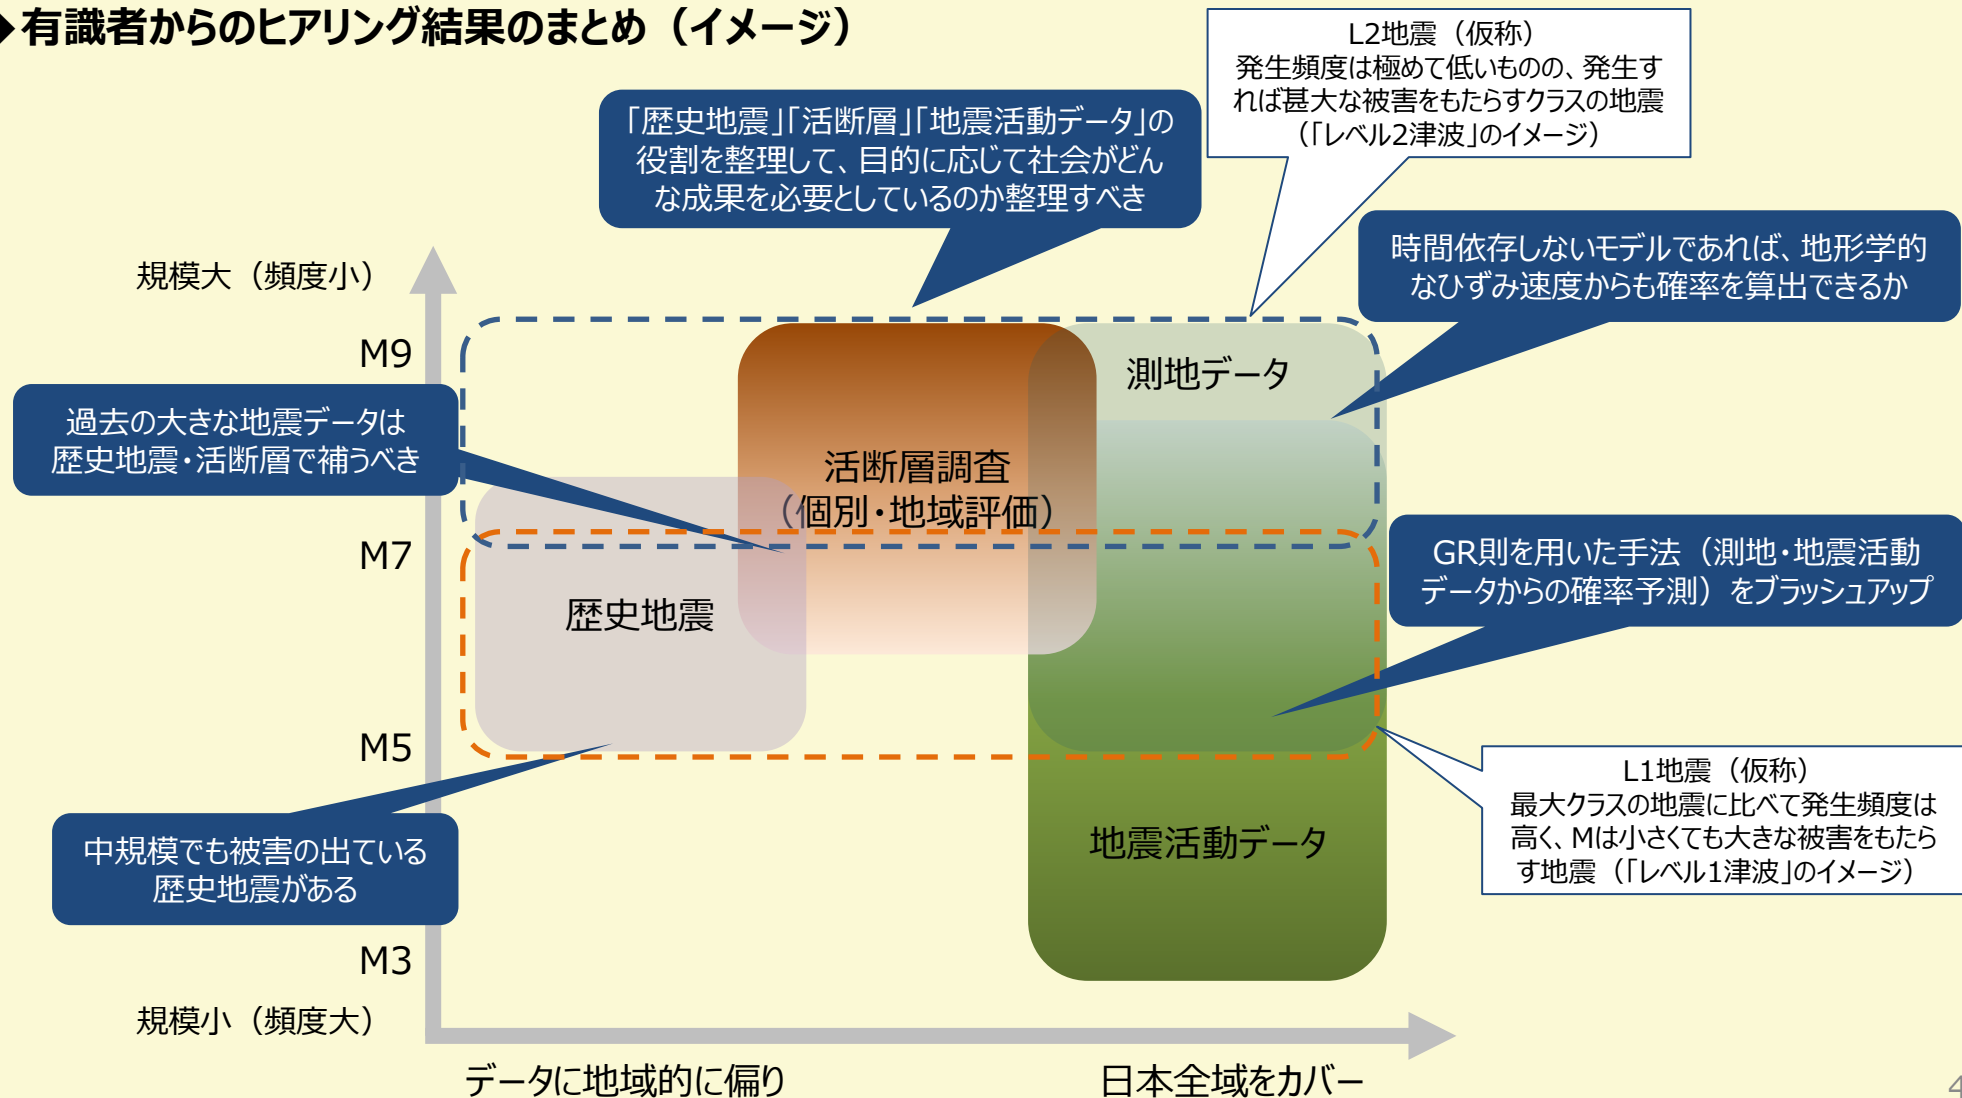 ◆有識者からのヒアリング結果のまとめ（イメージ）
L2地震（仮称）
発生頻度は極めて低いものの、発生す
れば甚大な被害をもたらすクラスの地震
（「レベル2津波」のイメージ）
「歴史地震」「活断層」「地震活動データ」の
役割を整理して、目的に応じて社会がどん
な成果を必要としているのか整理すべき
時間依存しないモデルであれば、地形学的
なひずみ速度からも確率を算出できるか
規模大（頻度小）
M9
測地データ
過去の大きな地震データは
歴史地震・活断層で補うべき
活断層調査
（個別・地域評価）
M7
GR則を用いた手法（測地・地震活動
データからの確率予測）をブラッシュアップ
歴史地震
M5
L1地震（仮称）
最大クラスの地震に比べて発生頻度は
高く、Mは小さくても大きな被害をもたら
す地震（「レベル1津波」のイメージ）
地震活動データ
中規模でも被害の出ている
歴史地震がある
M3
規模小（頻度大）
データに地域的に偏り
日本全域をカバー
4